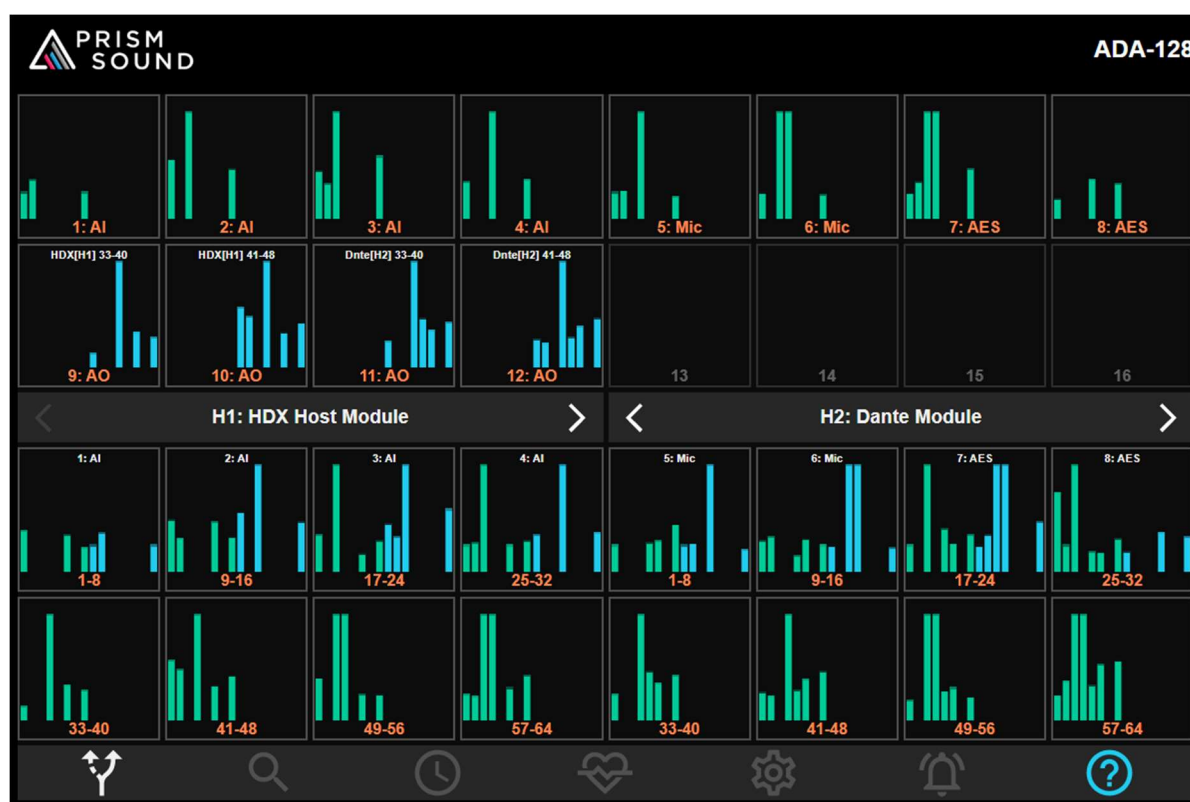 PRISM
SOUND
ADA-128
1: AI
2: AI
3: AI
4: AI
5: Mic
6: Mic
7: AES
8: AES
HDX[H1] 33-40
HDX[H1] 41-48
Dnte[H2] 33-40
Dnte[H2] 41-48
9: AO
10: AO
11: AO
12: AO
13
14
15
16
H1: HDX Host Module
H2: Dante Module
1: AI
2: AI
3: AI
4: AI
5: Mic
6: Mic
7: AES
8: AES
1-8
9-16
17-24
25-32
1-8
9-16
17-24
25-32
33-40
41-48
49-56
57-64
33-40
41-48
49-56
57-64